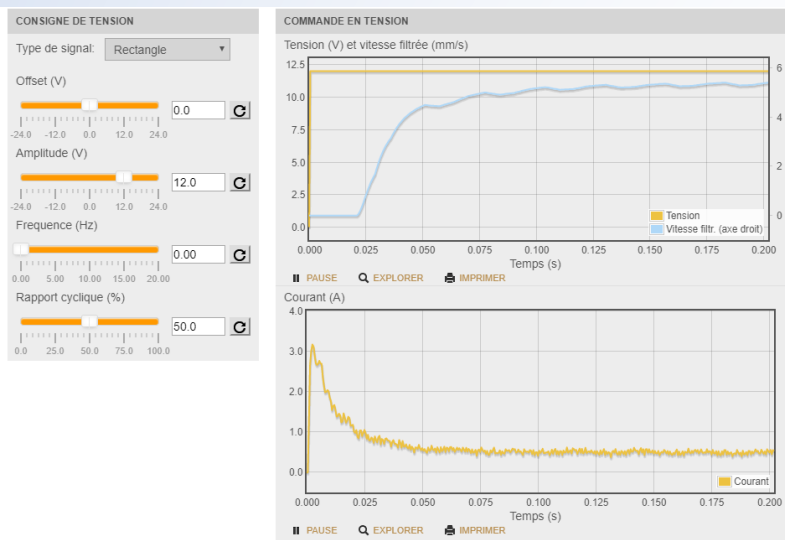 CONSIGNE DE TENSION
Type de signal: Rectangle
Offset (V)
0.0
-24.0 -12.0 0.0 12.0 24.0
Amplitude (V)
12.0
-24.0 -12.0 0.0 12.0 24.0
Frequence (Hz)
0.00
0.00 5.00 10.00 15.00 20.00
Rapport cyclique (%)
50.0
0.0 25.0 50.0 75.0 100.0
COMMANDE EN TENSION
Tension (V) et vitesse filtrée (mm/s)
12.5
10.0
7.5
5.0
2.5
0.0
6
4
2
0
Tension
Vitesse filtr. (axe droit)
0.000 0.025 0.050 0.075 0.100 0.125 0.150 0.175 0.200
Temps (s)
PAUSE EXPLORER IMPRIMER
Courant (A)
4.0
3.0
2.0
1.0
0.0
Courant
0.000 0.025 0.050 0.075 0.100 0.125 0.150 0.175 0.200
Temps (s)
PAUSE EXPLORER IMPRIMER